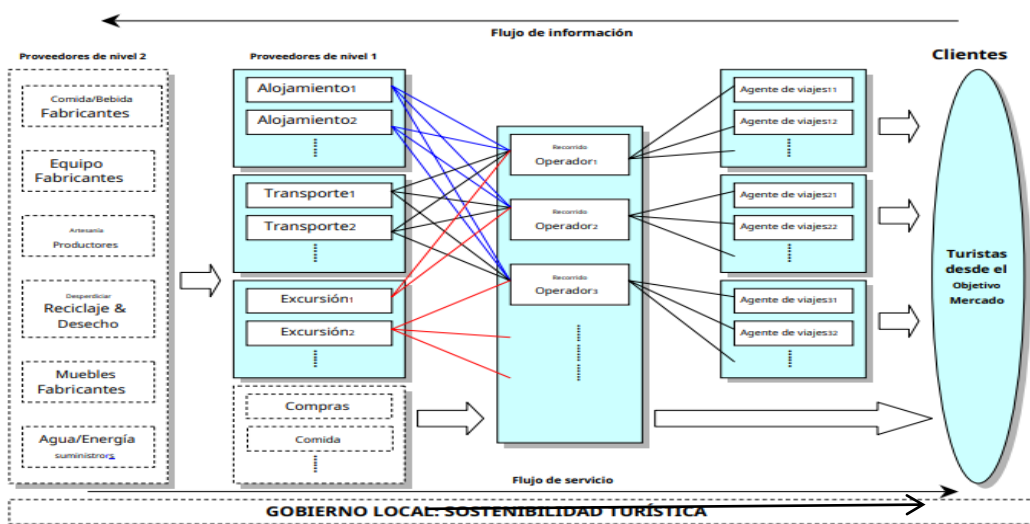 Flujo de información
Proveedores de nivel 2
Proveedores de nivel 1
Clientes
Comida/Bebida
Fabricantes
Equipo
Fabricantes
Artesanía
Productores
Desperdiciar
Reciclaje &
Desecho
Muebles
Fabricantes
Agua/Energía
suministrors
Alojamiento1
Alojamiento2
Transporte1
Transporte2
Excursión1
Excursión2
Compras
Comida
Recorrido
Operador1
Recorrido
Operador2
Recorrido
Operador3
Agente de viajes11
Agente de viajes12
Agente de viajes21
Agente de viajes22
Agente de viajes31
Agente de viajes32
Turistas
desde el
Objetivo
Mercado
Flujo de servicio
GOBIERNO LOCAL: SOSTENIBILIDAD TURÍSTICA